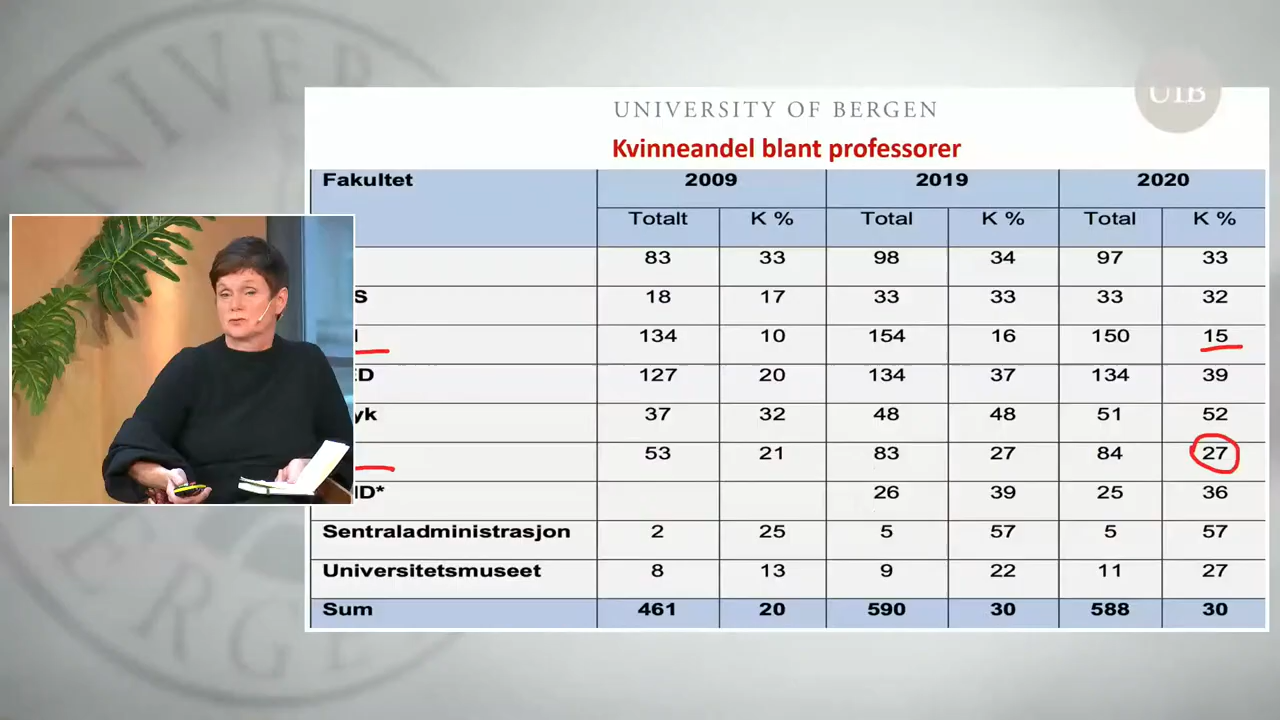 UNIVERSITY OF BERGEN
UIB
Kvinneandel blant professorer
Fakultet 2009 2019 2020
Totalt K % Total K % Total K %
83 33 98 34 97 33
S 18 17 33 33 33 32
134 10 154 16 150 15
ED 127 20 134 37 134 39
yk 37 32 48 48 51 52
53 21 83 27 84 27
D* 26 39 25 36
Sentraladministrasjon 2 25 5 57 5 57
Universitetsmuseet 8 13 9 22 11 27
Sum 461 20 590 30 588 30